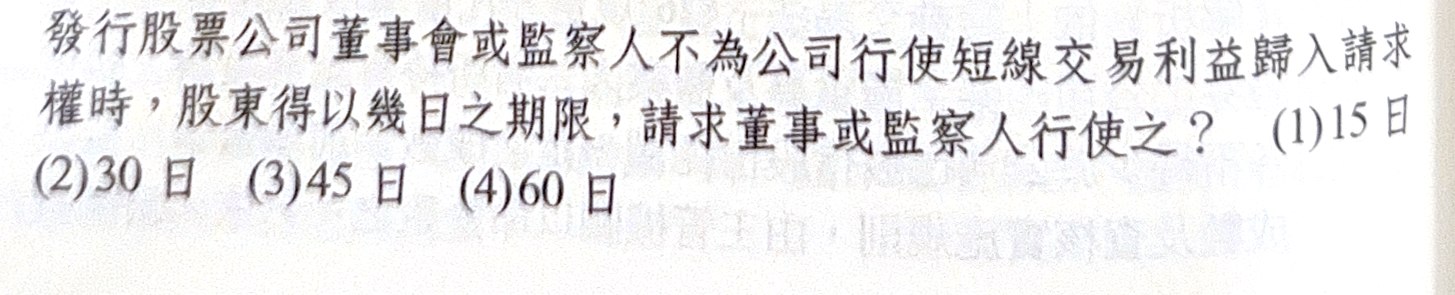 發行股票公司董事會或監察人不為公司行使短線交易利益歸入請求
權時，股東得以幾日之期限，請求董事或監察人行使之？ (1)15 日
(2)30 日 (3)45 日 (4)60 日